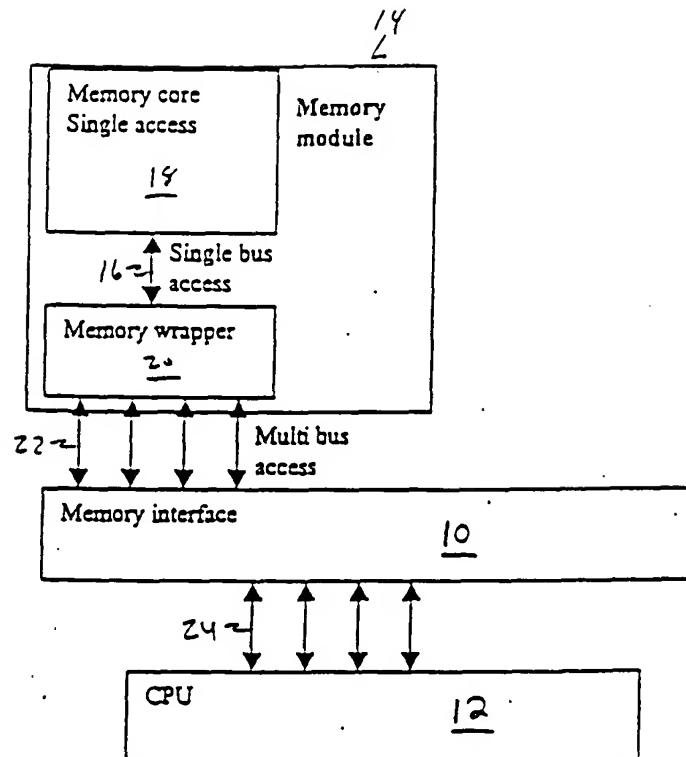 14
Memory core
Single access
18
Memory
module
16
Single bus
access
Memory wrapper
20
22
Multi bus
access
Memory interface
10
24
CPU
12